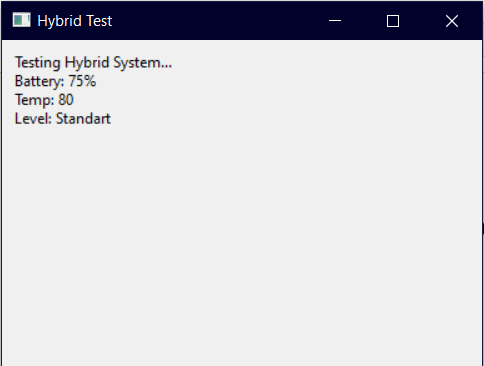 Hybrid Test
Testing Hybrid System...
Battery: 75%
Temp: 80
Level: Standart